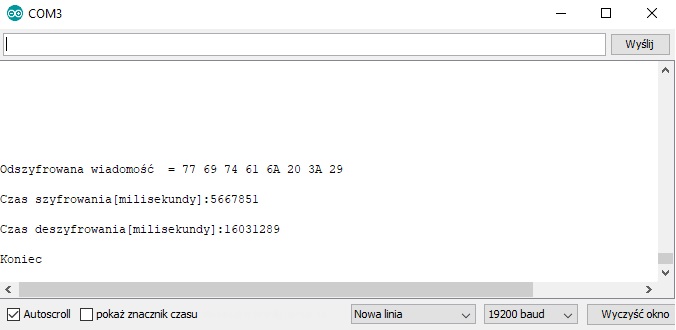 COM3
Wyślij
Odszyfrowana wiadomość  = 77 69 74 61 6A 20 3A 29
Czas szyfrowania[milisekundy]:5667851
Czas deszyfrowania[milisekundy]:16031289
Koniec
Autoscroll pokaż znacznik czasu Nowa linia 19200 baud Wyczyść okno